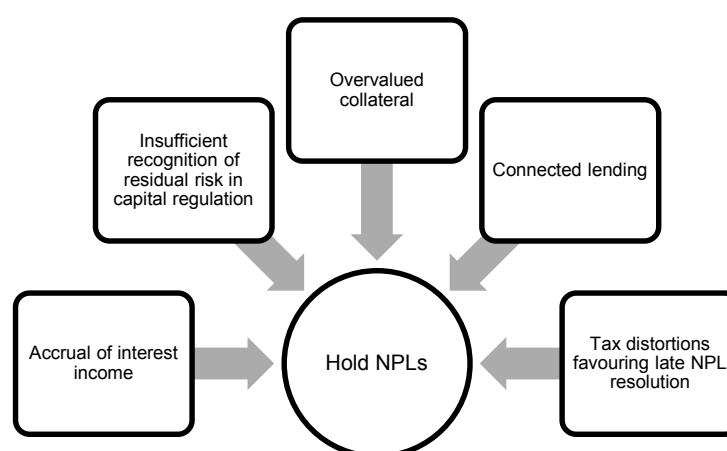 Overvalued
collateral
Insufficient
recognition of
residual risk in
capital regulation
Connected lending
Accrual of interest
income
Hold NPLs
Tax distortions
favouring late NPL
resolution